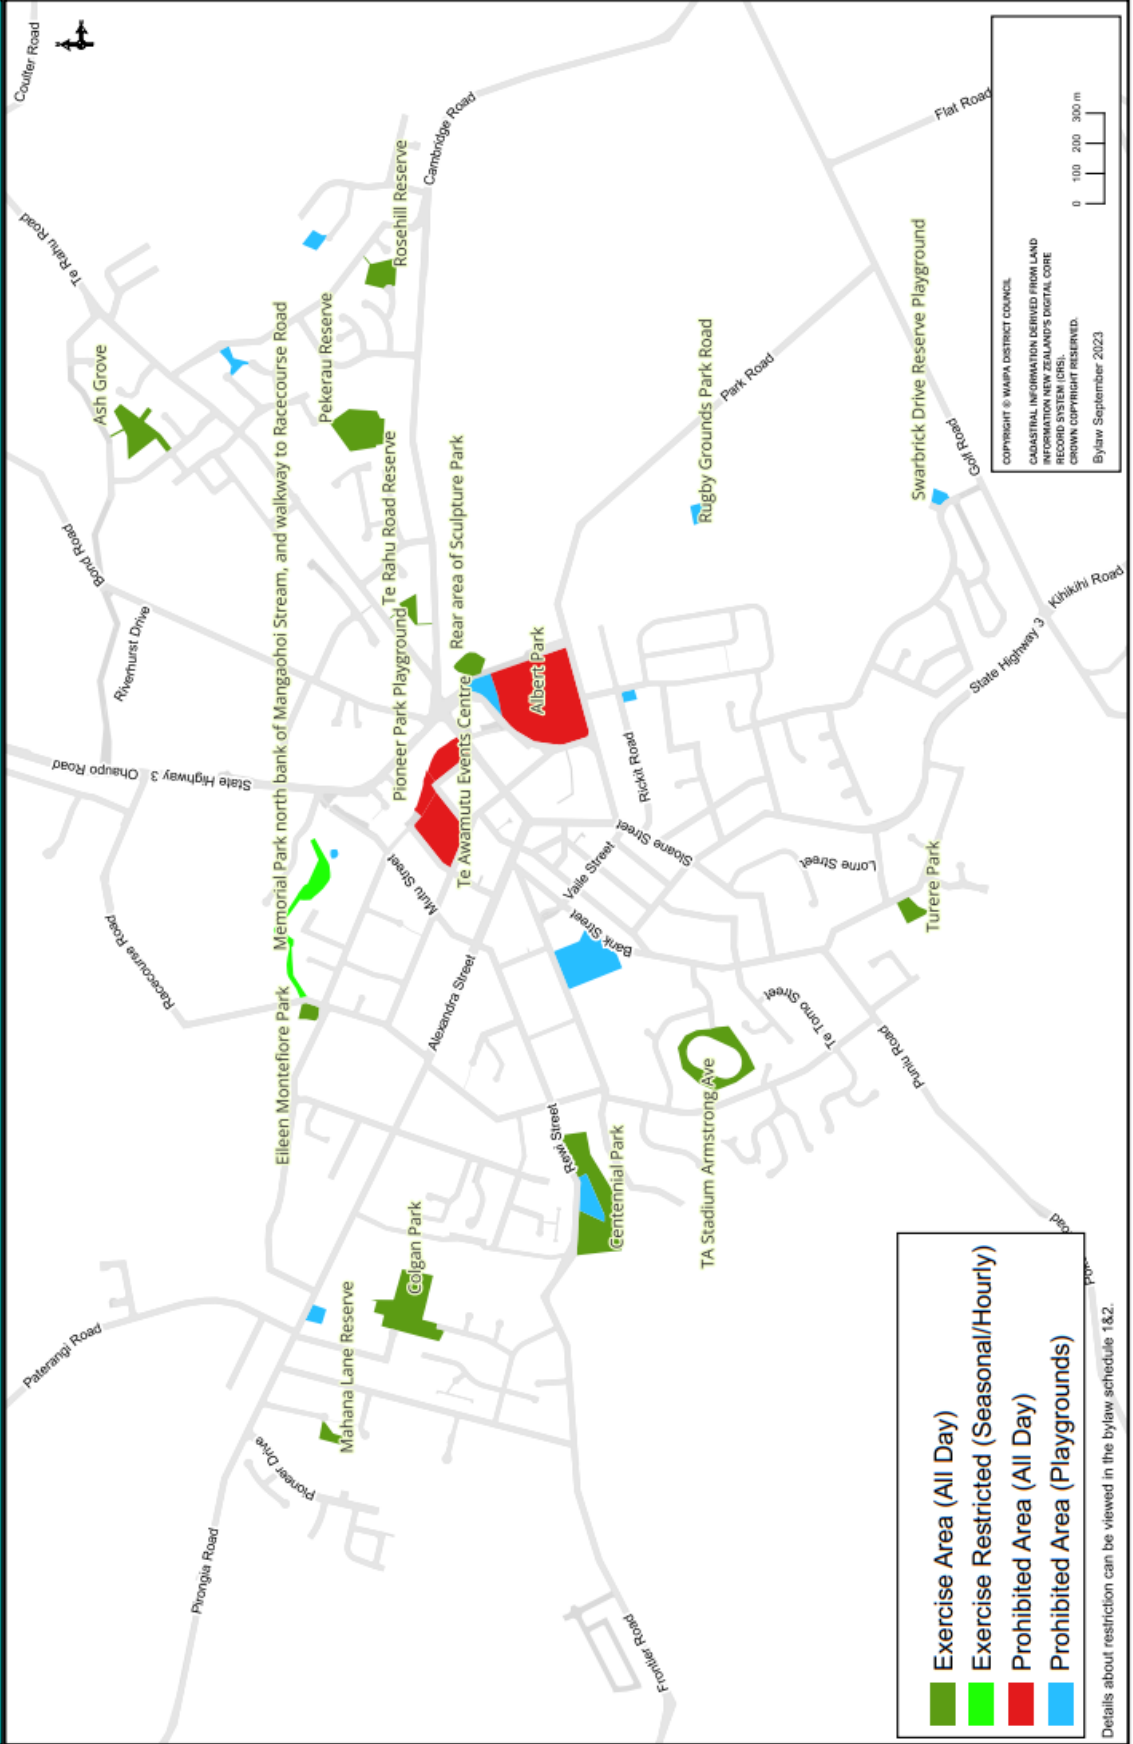 Coulter Road
Te Rahu Road
Cambridge Road
Flat Road
Rosehill Reserve
Ash Grove
Pekerau Reserve
Memorial Park north bank of Mangaohoi Stream, and walkway to Racecourse Road
Te Rahu Road Reserve
Pioneer Park Playground
Rear area of Sculpture Park
Te Awamutu Events Centre
Albert Park
Rugby Grounds Park Road
Park Road
Swarbrick Drive Reserve Playground
Golf Road
Kihikihi Road
State Highway 3
Bond Road
Riverhurst Drive
State Highway 3 Ohaupo Road
Racecourse Road
Mutu Street
Alexandra Street
Rickit Road
Sloane Street
Vaile Street
Bank Street
Lorne Street
Turere Park
Te Tomo Street
Puniu Road
Eileen Montefiore Park
TA Stadium Armstrong Ave
Rewi Street
Centennial Park
Colgan Park
Mahana Lane Reserve
Paterangi Road
Pioneer Drive
Pirongia Road
Frontier Road
Exercise Area (All Day)
Exercise Restricted (Seasonal/Hourly)
Prohibited Area (All Day)
Prohibited Area (Playgrounds)
Details about restriction can be viewed in the bylaw schedule 1&2.
COPYRIGHT © WAIPA DISTRICT COUNCIL
CADASTRAL INFORMATION DERIVED FROM LAND
INFORMATION NEW ZEALAND'S DIGITAL CORE
RECORD SYSTEM (CRS).
CROWN COPYRIGHT RESERVED.
Bylaw September 2023
0 100 200 300 m